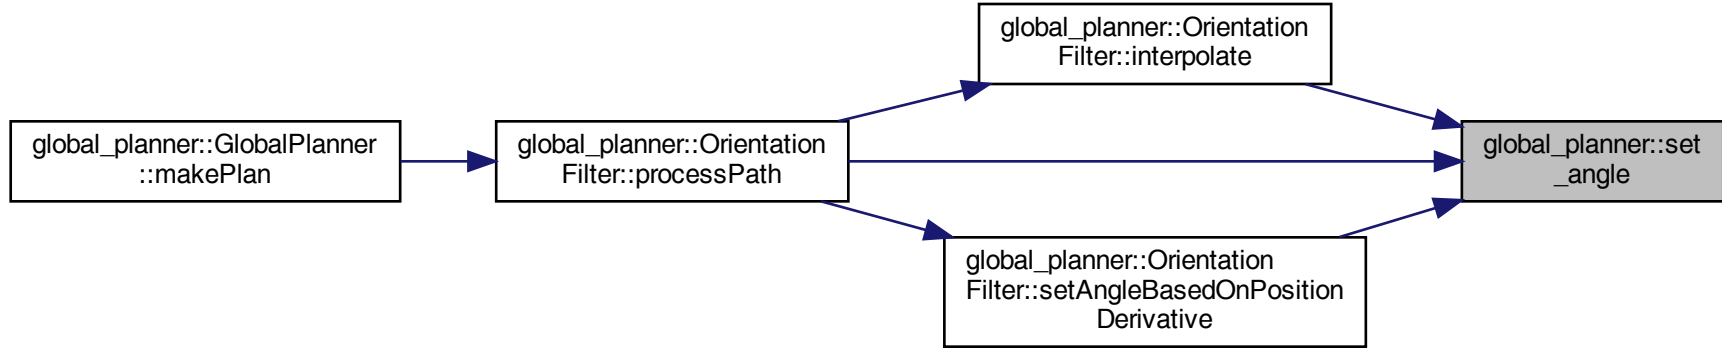 global_planner::GlobalPlanner
::makePlan
global_planner::Orientation
Filter::processPath
global_planner::Orientation
Filter::interpolate
global_planner::Orientation
Filter::setAngleBasedOnPosition
Derivative
global_planner::set
_angle